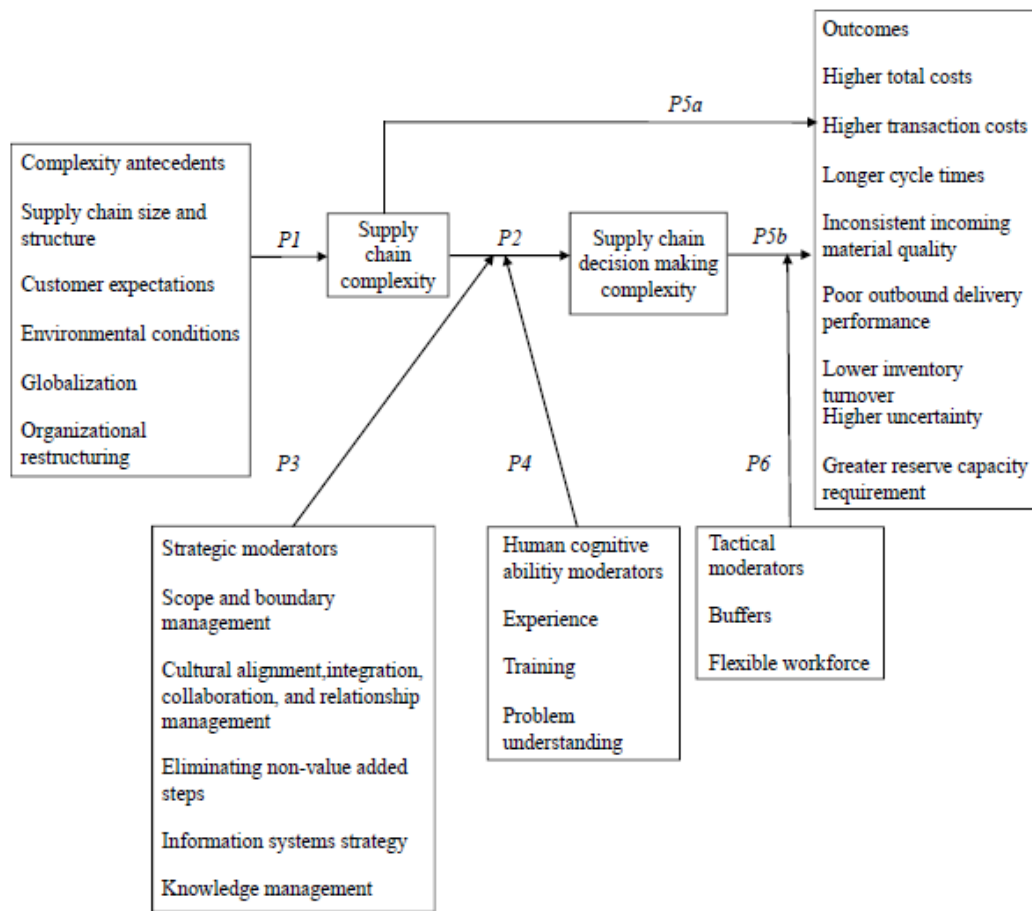 Complexity antecedents
Supply chain size and
structure
Customer expectations
Environmental conditions
Globalization
Organizational
restructuring
P1
Supply
chain
complexity
P2
Supply chain
decision making
complexity
P5a
P5b
Outcomes
Higher total costs
Higher transaction costs
Longer cycle times
Inconsistent incoming
material quality
Poor outbound delivery
performance
Lower inventory
turnover
Higher uncertainty
Greater reserve capacity
requirement
P3
P4
P6
Strategic moderators
Scope and boundary
management
Cultural alignment,integration,
collaboration, and relationship
management
Eliminating non-value added
steps
Information systems strategy
Knowledge management
Human cognitive
abilitiy moderators
Experience
Training
Problem
understanding
Tactical
moderators
Buffers
Flexible workforce